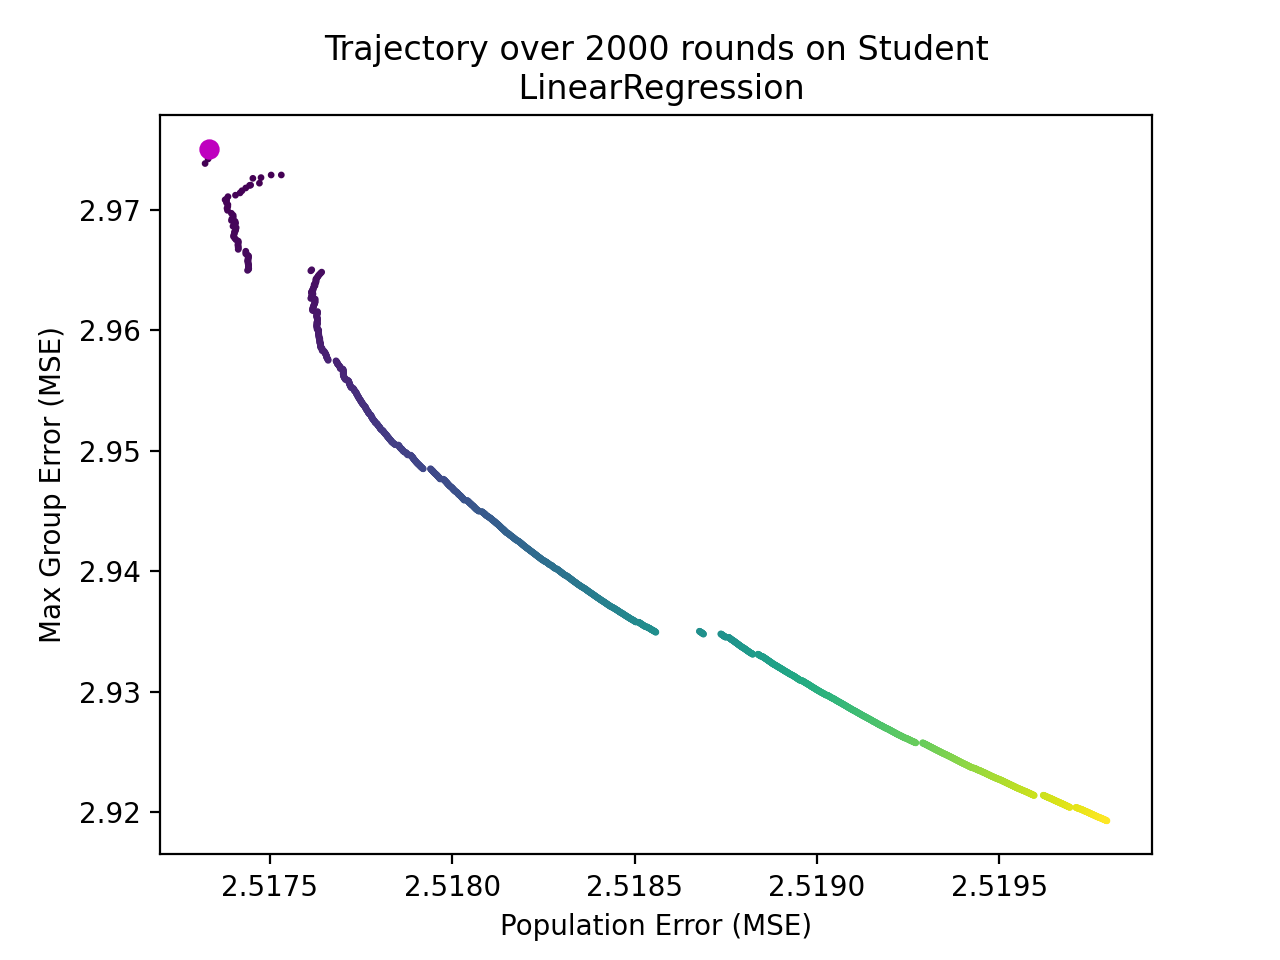 Trajectory over 2000 rounds on Student
LinearRegression
Max Group Error (MSE)
2.97
2.96
2.95
2.94
2.93
2.92
2.5175 2.5180 2.5185 2.5190 2.5195
Population Error (MSE)